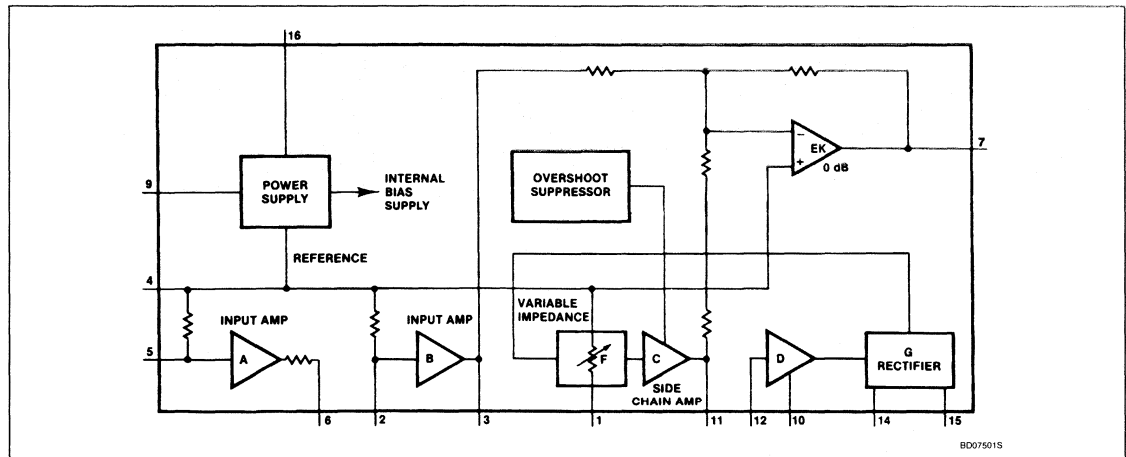 16
7
EK
−
+
0 dB
9
POWER
SUPPLY
INTERNAL
BIAS
SUPPLY
OVERSHOOT
SUPPRESSOR
REFERENCE
4
VARIABLE
IMPEDANCE
INPUT AMP
INPUT AMP
5
A
B
F
C
D
G
RECTIFIER
SIDE
CHAIN AMP
6
2
3
1
11
12
10
14
15
BD07501S